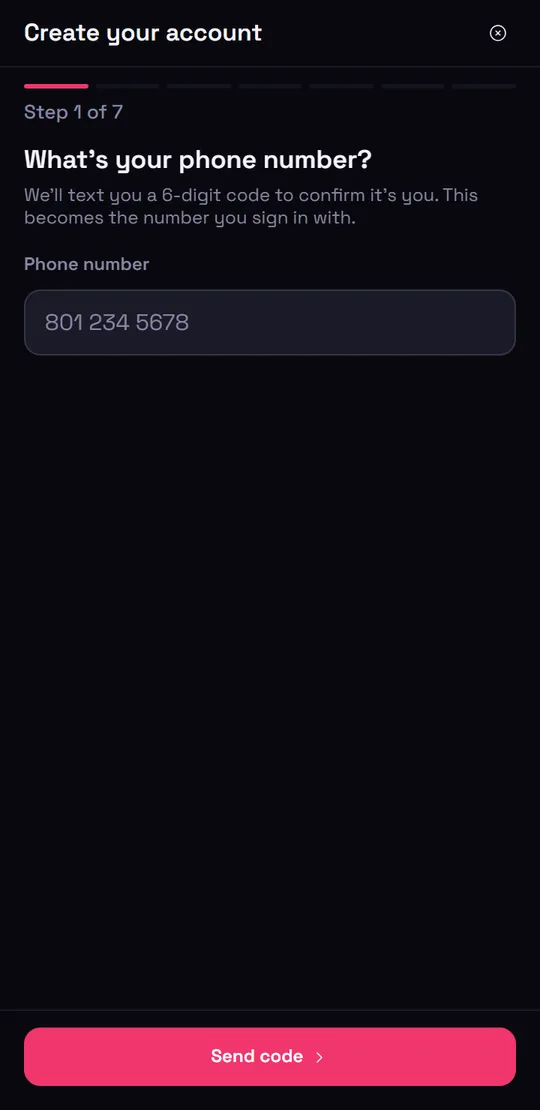 Create your account
Step 1 of 7
What's your phone number?
We'll text you a 6-digit code to confirm it's you. This
becomes the number you sign in with.
Phone number
801 234 5678
Send code